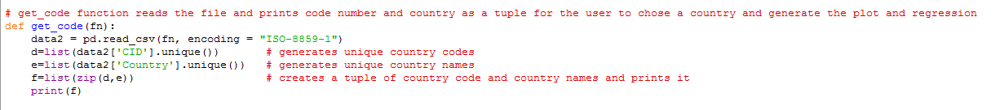 # get_code function reads the file and prints code number and country as a tuple for the user to chose a country and generate the plot and regression
def get_code(fn):
    data2 = pd.read_csv(fn, encoding = "ISO-8859-1")
    d=list(data2['CID'].unique())       # generates unique country codes
    e=list(data2['Country'].unique())   # generates unique country names
    f=list(zip(d,e))                    # creates a tuple of country code and country names and prints it
    print(f)